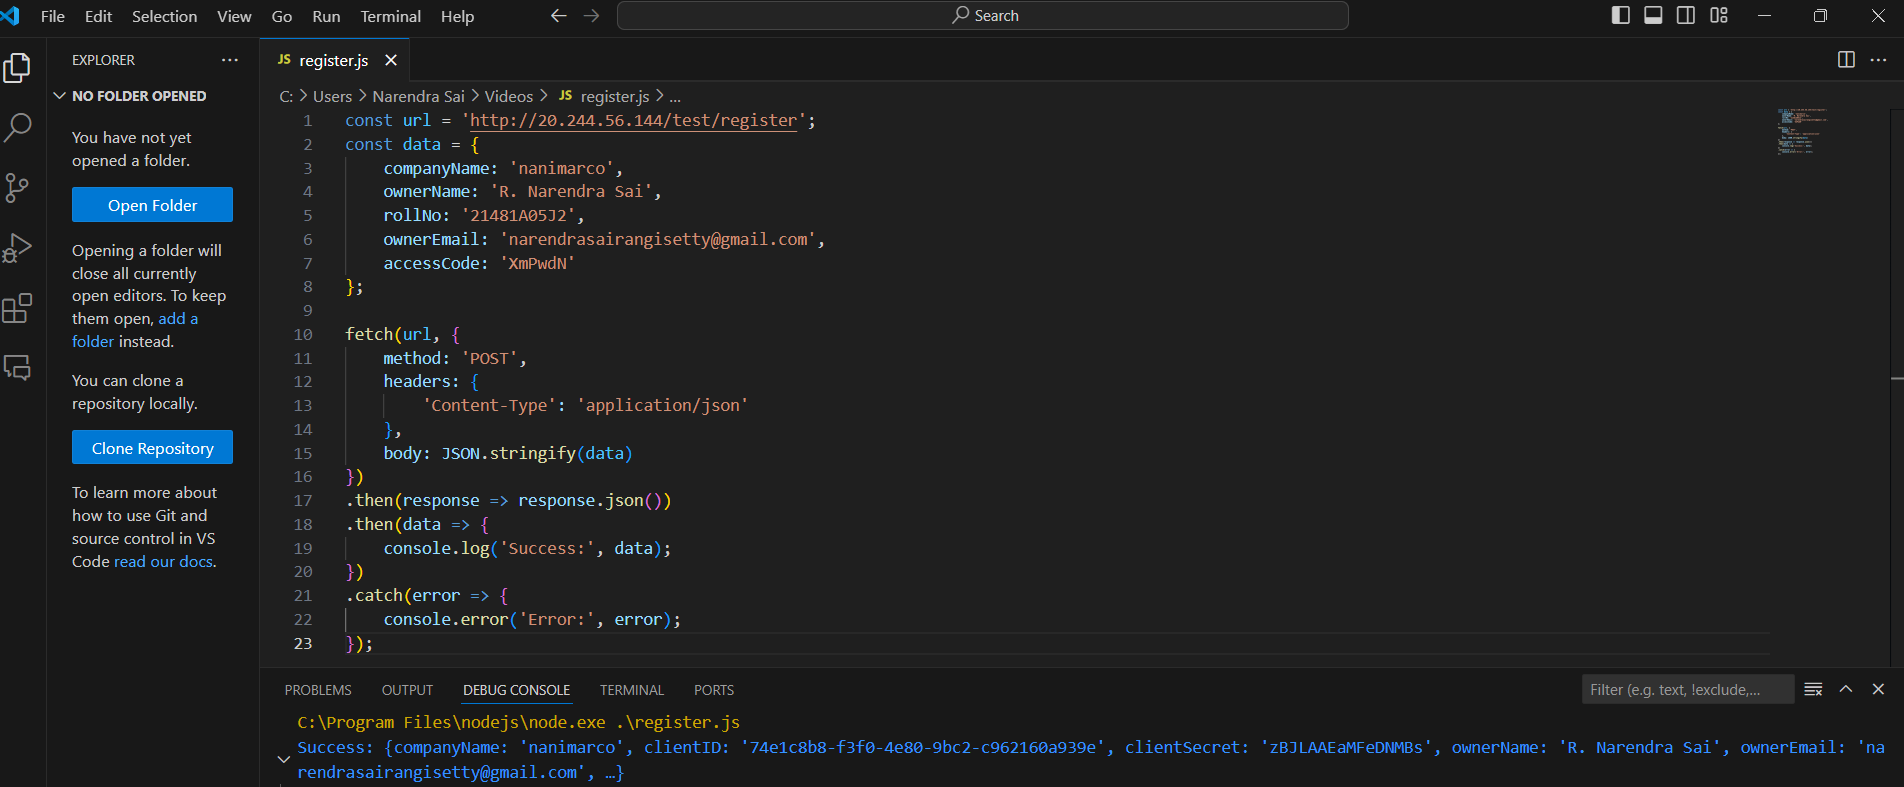 File Edit Selection View Go Run Terminal Help
Search
EXPLORER
NO FOLDER OPENED
You have not yet
opened a folder.
Open Folder
Opening a folder will
close all currently
open editors. To keep
them open, add a
folder instead.
You can clone a
repository locally.
Clone Repository
To learn more about
how to use Git and
source control in VS
Code read our docs.
JS register.js
C: > Users > Narendra Sai > Videos > JS register.js > ...
1 const url = 'http://20.244.56.144/test/register';
2 const data = {
3 companyName: 'nanimarco',
4 ownerName: 'R. Narendra Sai',
5 rollNo: '21481A05J2',
6 ownerEmail: 'narendrasairangisetty@gmail.com',
7 accessCode: 'XmPwdN'
8 };
9
10 fetch(url, {
11 method: 'POST',
12 headers: {
13 'Content-Type': 'application/json'
14 },
15 body: JSON.stringify(data)
16 })
17 .then(response => response.json())
18 .then(data => {
19 console.log('Success:', data);
20 })
21 .catch(error => {
22 console.error('Error:', error);
23 });
PROBLEMS OUTPUT DEBUG CONSOLE TERMINAL PORTS
Filter (e.g. text, !exclude,...
C:\Program Files\nodejs\node.exe .\register.js
Success: {companyName: 'nanimarco', clientID: '74e1c8b8-f3f0-4e80-9bc2-c962160a939e', clientSecret: 'zBJLAAEaMFeDNMBs', ownerName: 'R. Narendra Sai', ownerEmail: 'na
rendrasairangisetty@gmail.com', …}